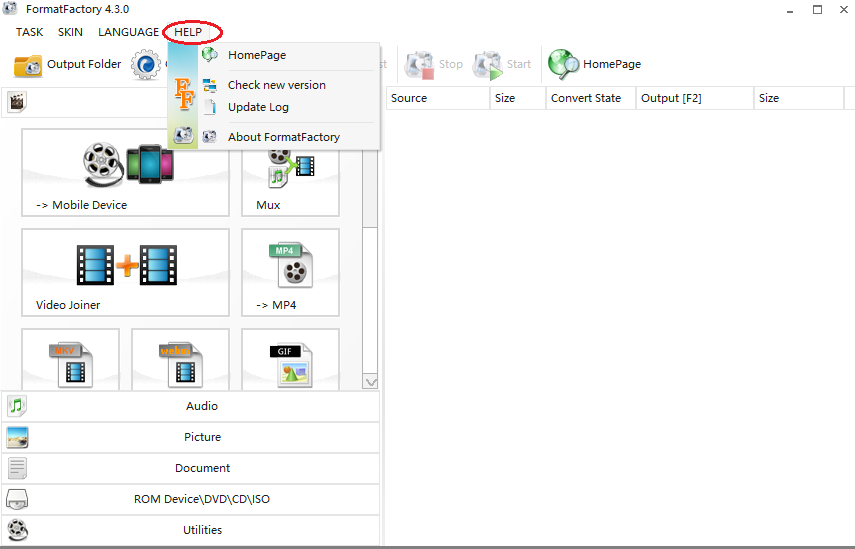 FormatFactory 4.3.0
TASK SKIN LANGUAGE HELP
Output Folder
Stop
Start
HomePage
HomePage
Check new version
Update Log
About FormatFactory
FF
Source Size Convert State Output [F2] Size
-> Mobile Device
Mux
Video Joiner
MP4
-> MP4
MKV
webm
GIF
Audio
Picture
Document
ROM Device\DVD\CD\ISO
Utilities